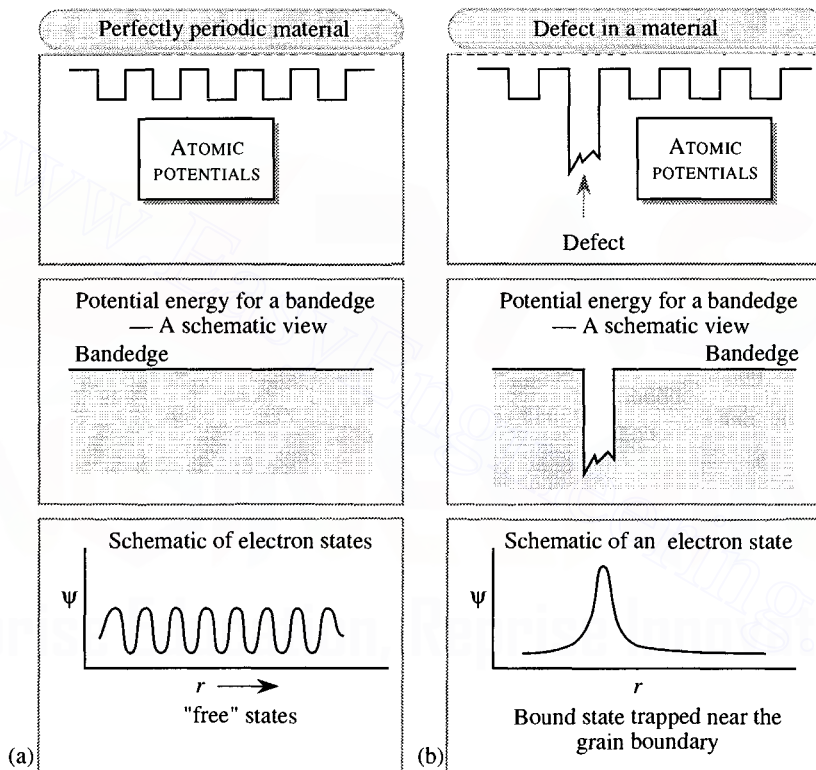 Perfectly periodic material
ATOMIC
POTENTIALS
Potential energy for a bandedge
— A schematic view
Bandedge
Schematic of electron states
Ψ
r
"free" states
(a)
Defect in a material
ATOMIC
POTENTIALS
Defect
Potential energy for a bandedge
— A schematic view
Bandedge
Schematic of an electron state
Ψ
r
Bound state trapped near the
grain boundary
(b)